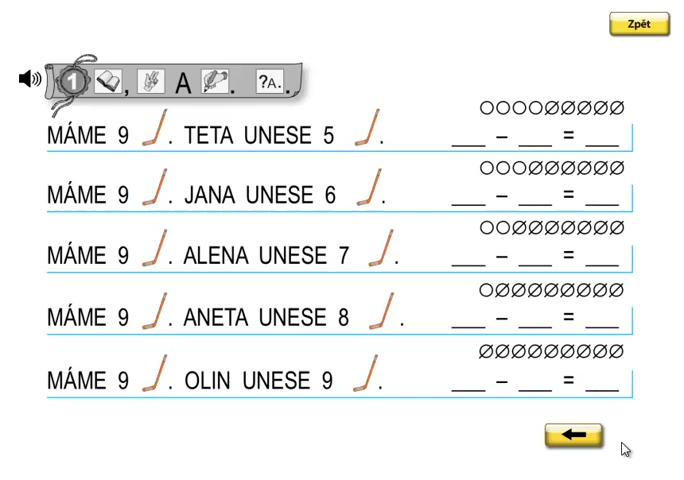 Zpět
1 , A . ?A. .
MÁME 9 . TETA UNESE 5 . ___ – ___ = ___
MÁME 9 . JANA UNESE 6 . ___ – ___ = ___
MÁME 9 . ALENA UNESE 7 . ___ – ___ = ___
MÁME 9 . ANETA UNESE 8 . ___ – ___ = ___
MÁME 9 . OLIN UNESE 9 . ___ – ___ = ___